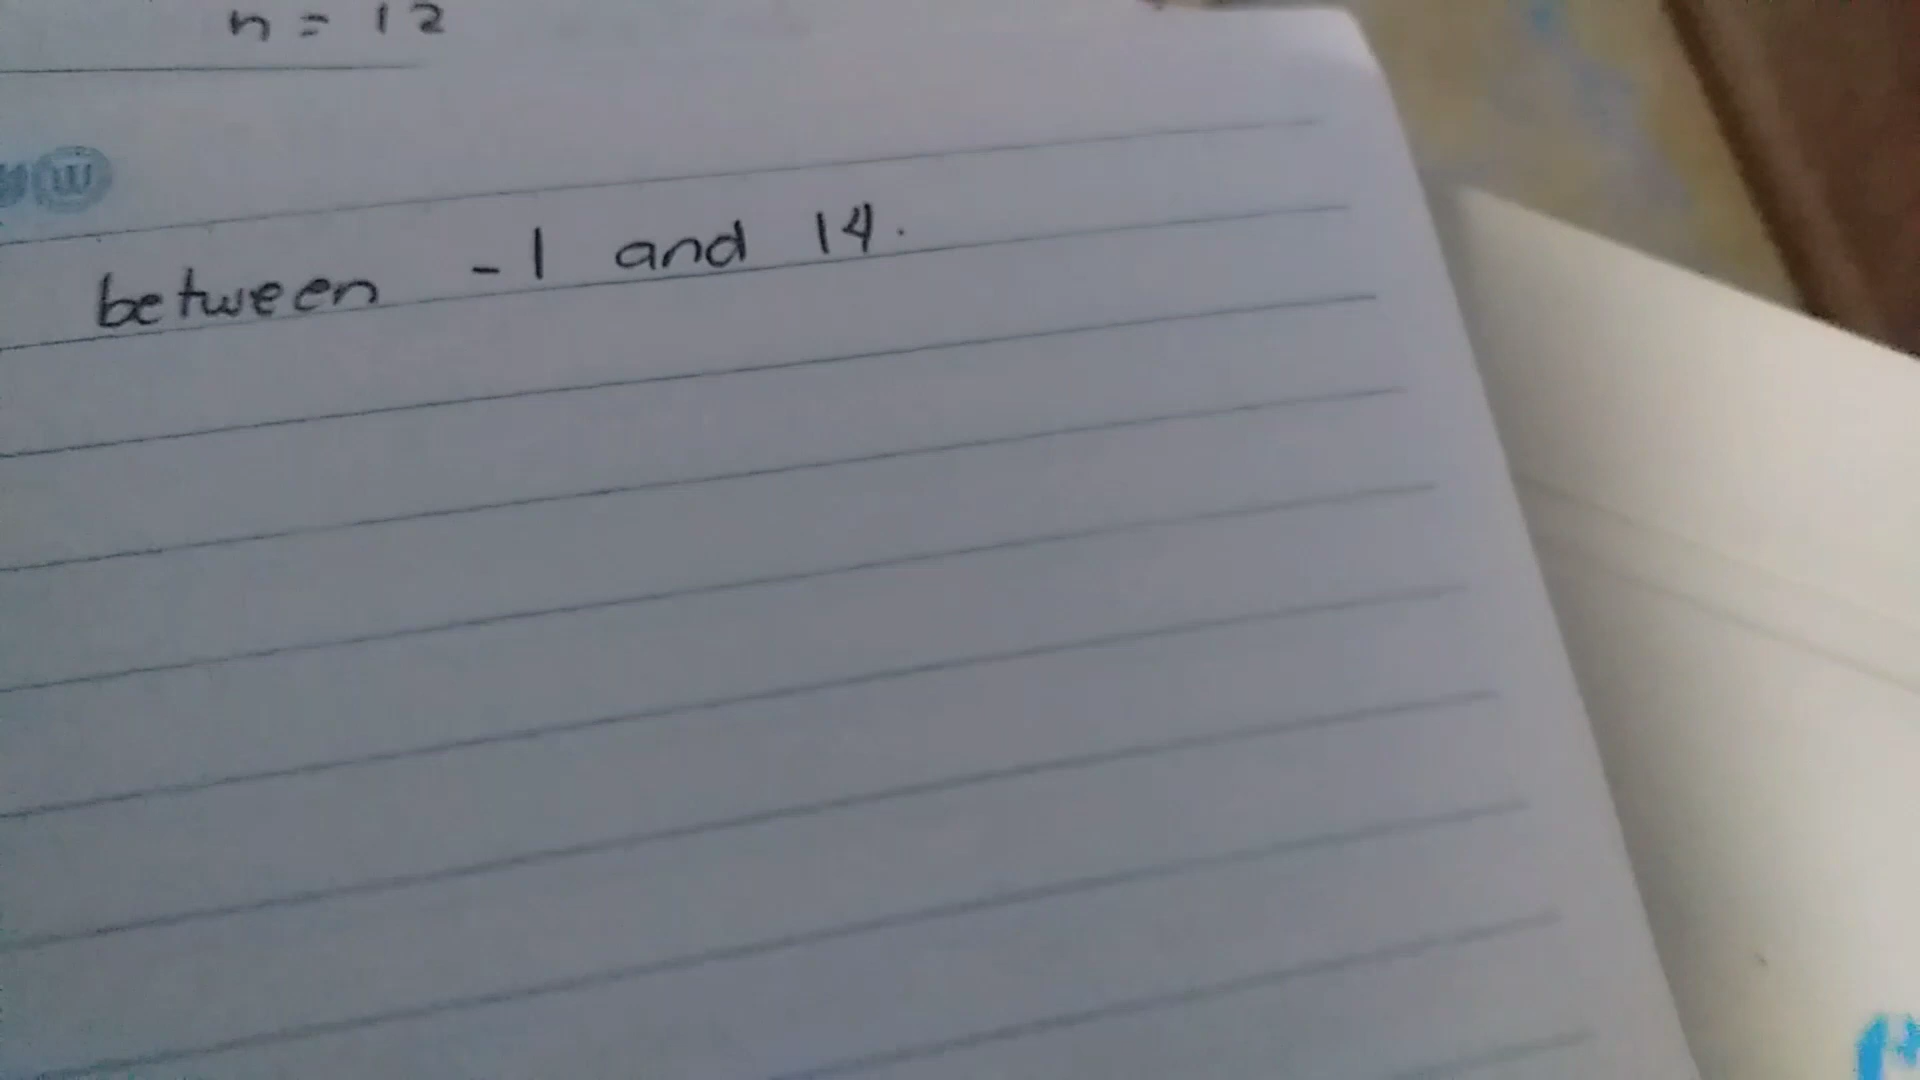 n = 12
between -1 and 14.